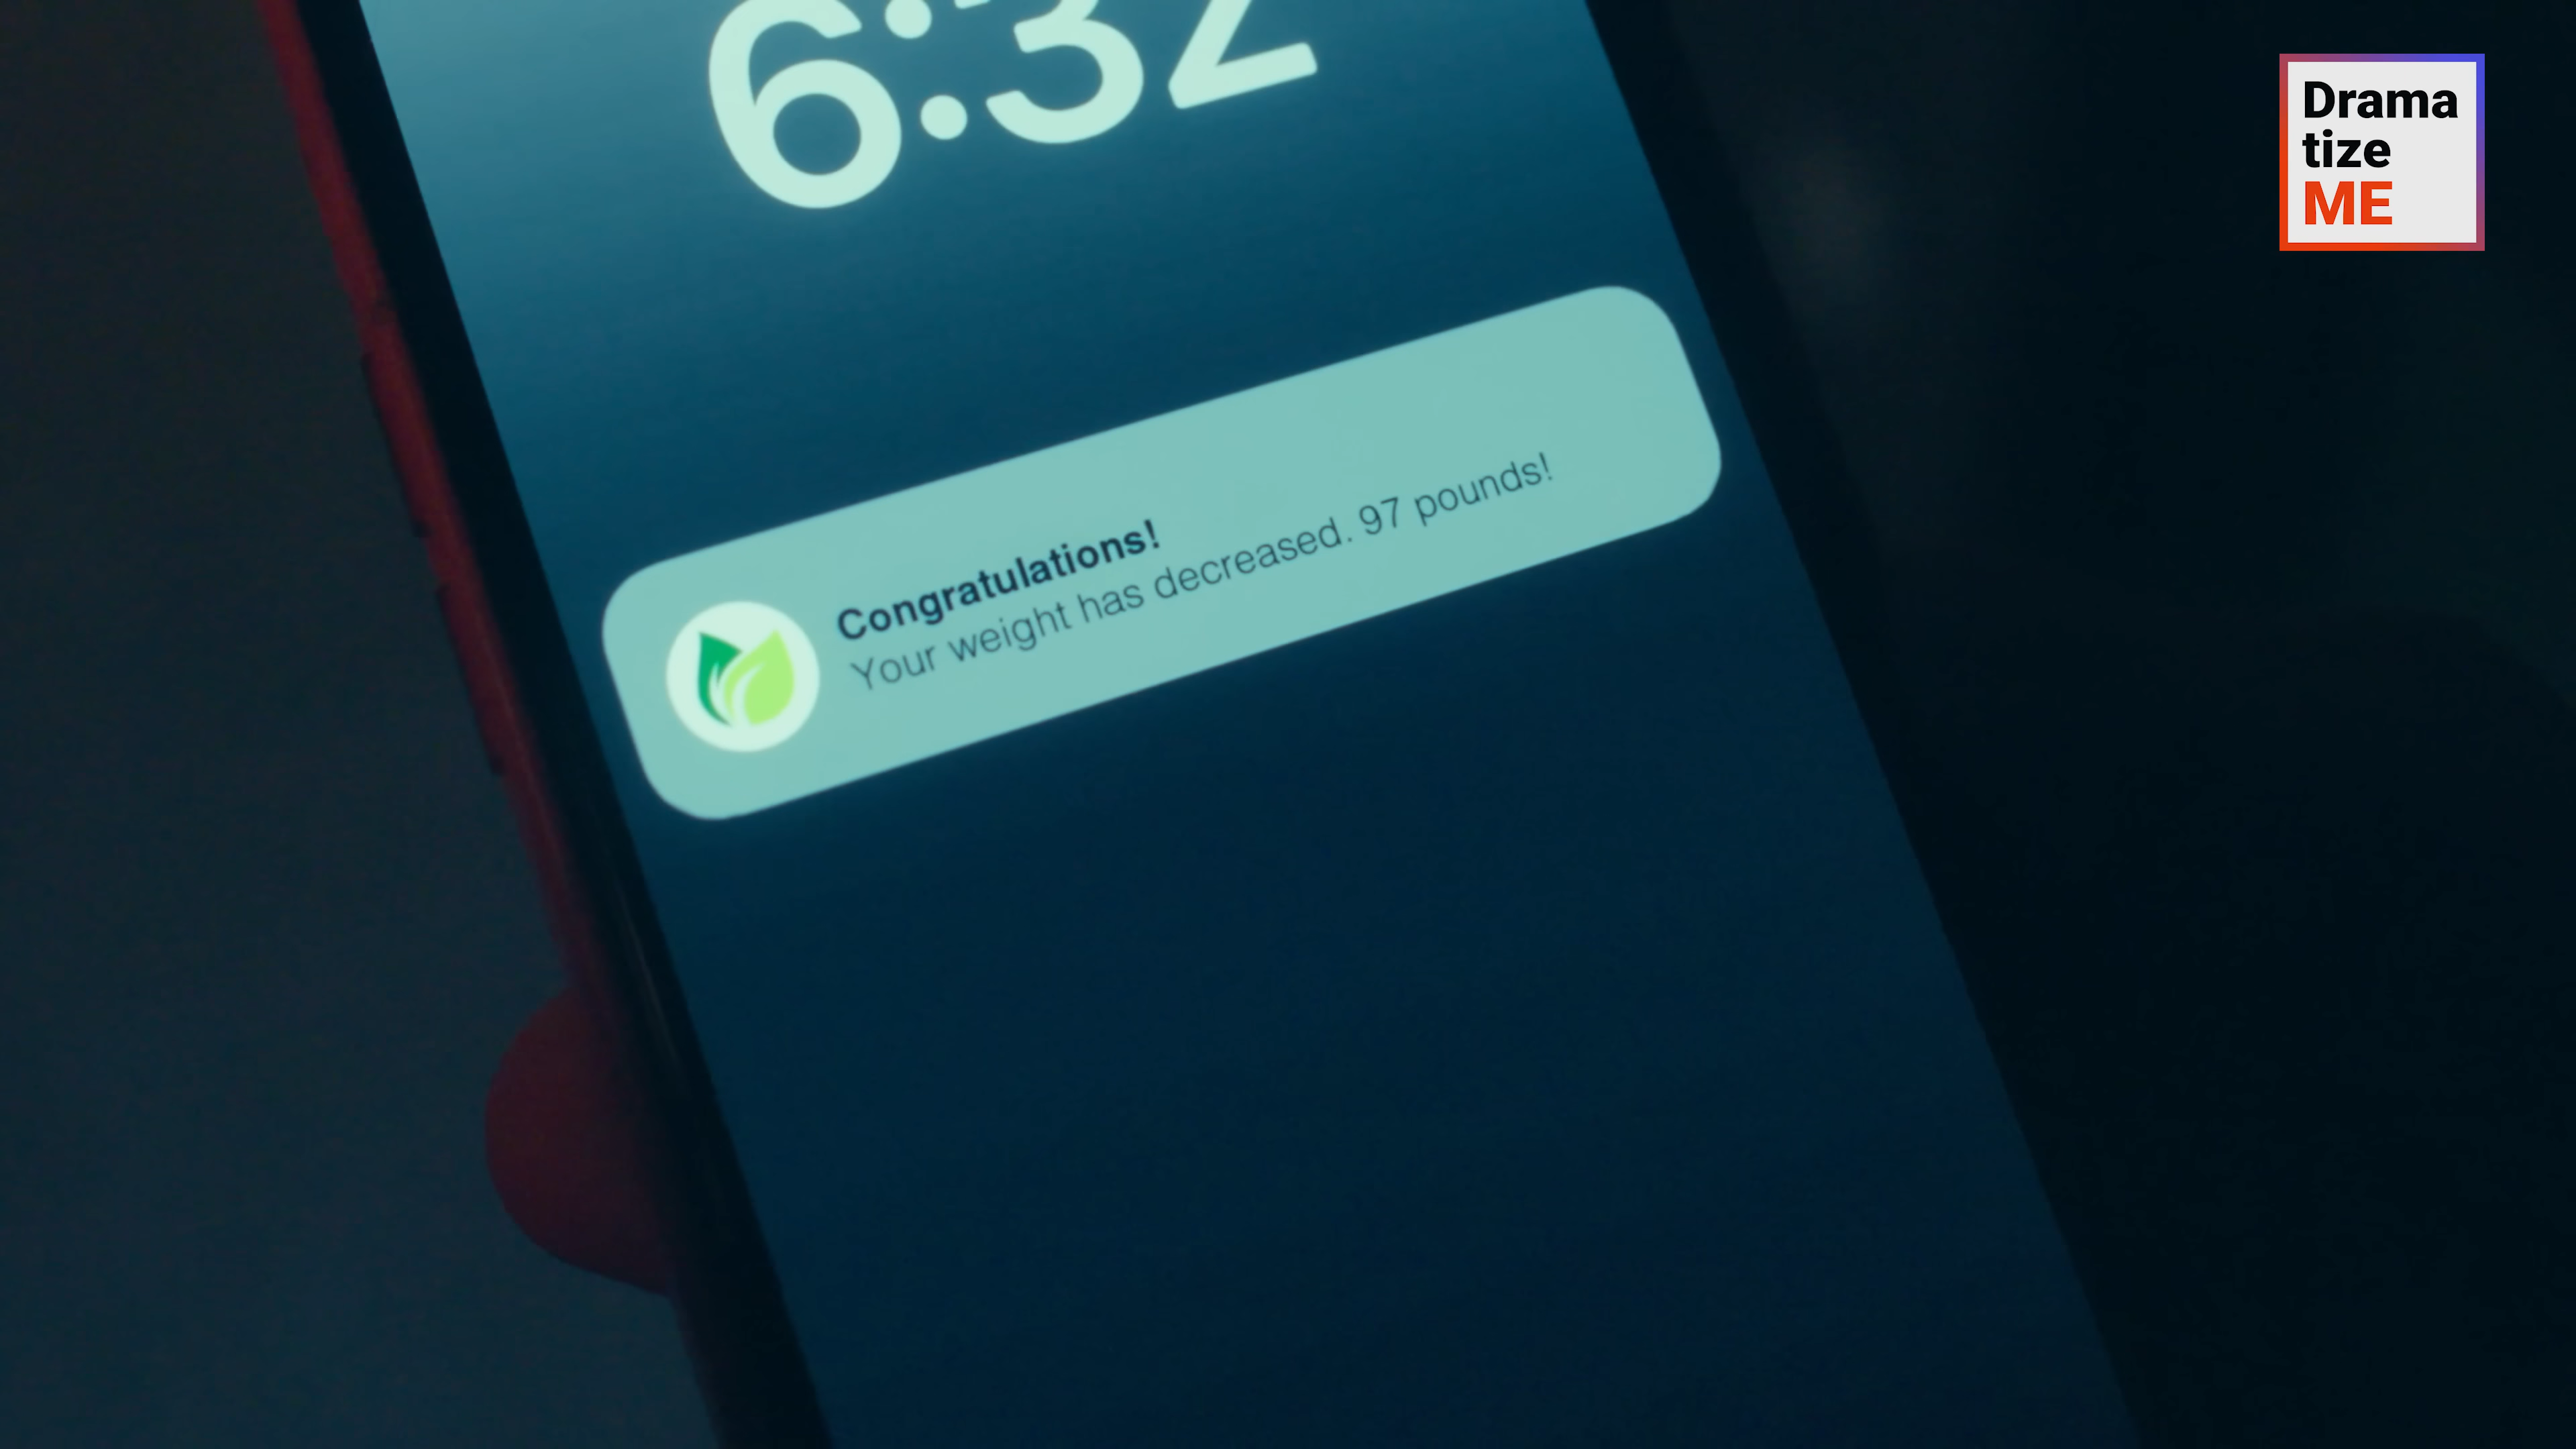 6:32
Drama
tize
ME
Congratulations!
Your weight has decreased. 97 pounds!